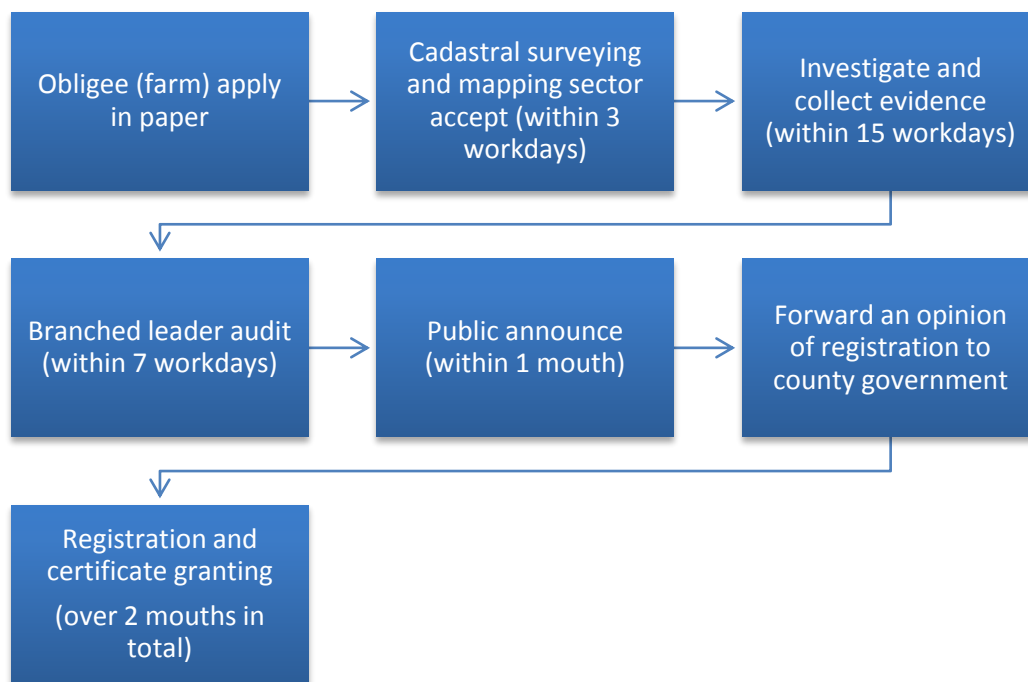 Obligee (farm) apply
in paper
Cadastral surveying
and mapping sector
accept (within 3
workdays)
Investigate and
collect evidence
(within 15 workdays)
Branched leader audit
(within 7 workdays)
Public announce
(within 1 mouth)
Forward an opinion
of registration to
county government
Registration and
certificate granting
(over 2 mouths in
total)